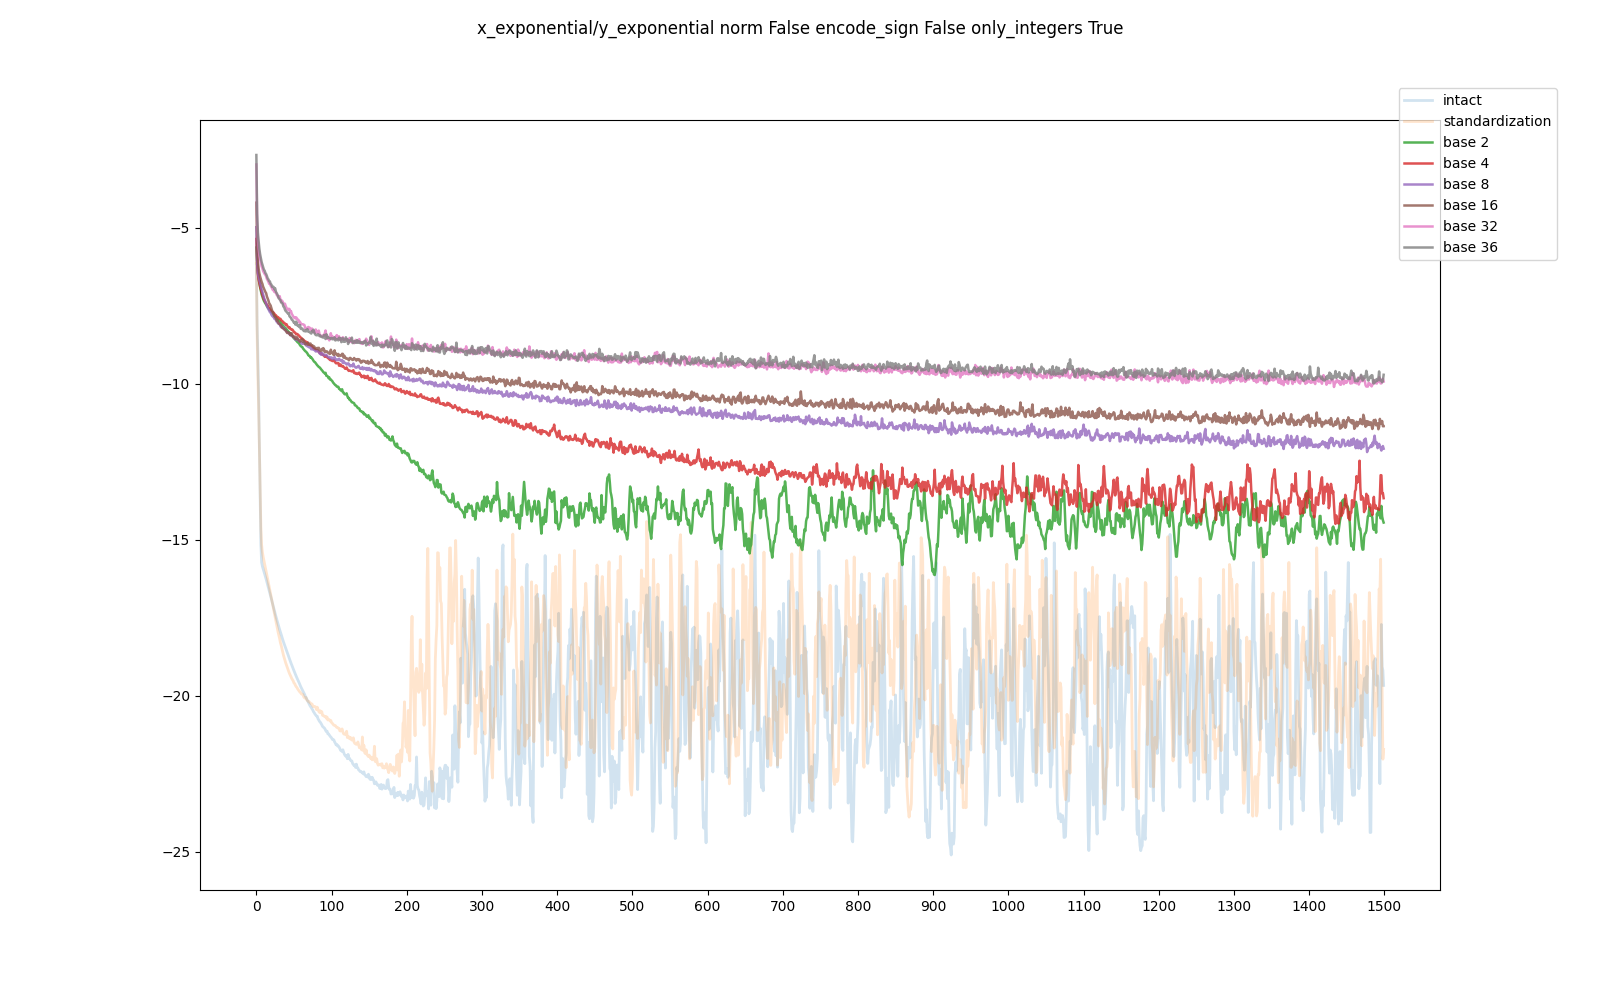 x_exponential/y_exponential norm False encode_sign False only_integers True
intact
standardization
base 2
base 4
base 8
base 16
base 32
base 36
−5
−10
−15
−20
−25
0 100 200 300 400 500 600 700 800 900 1000 1100 1200 1300 1400 1500